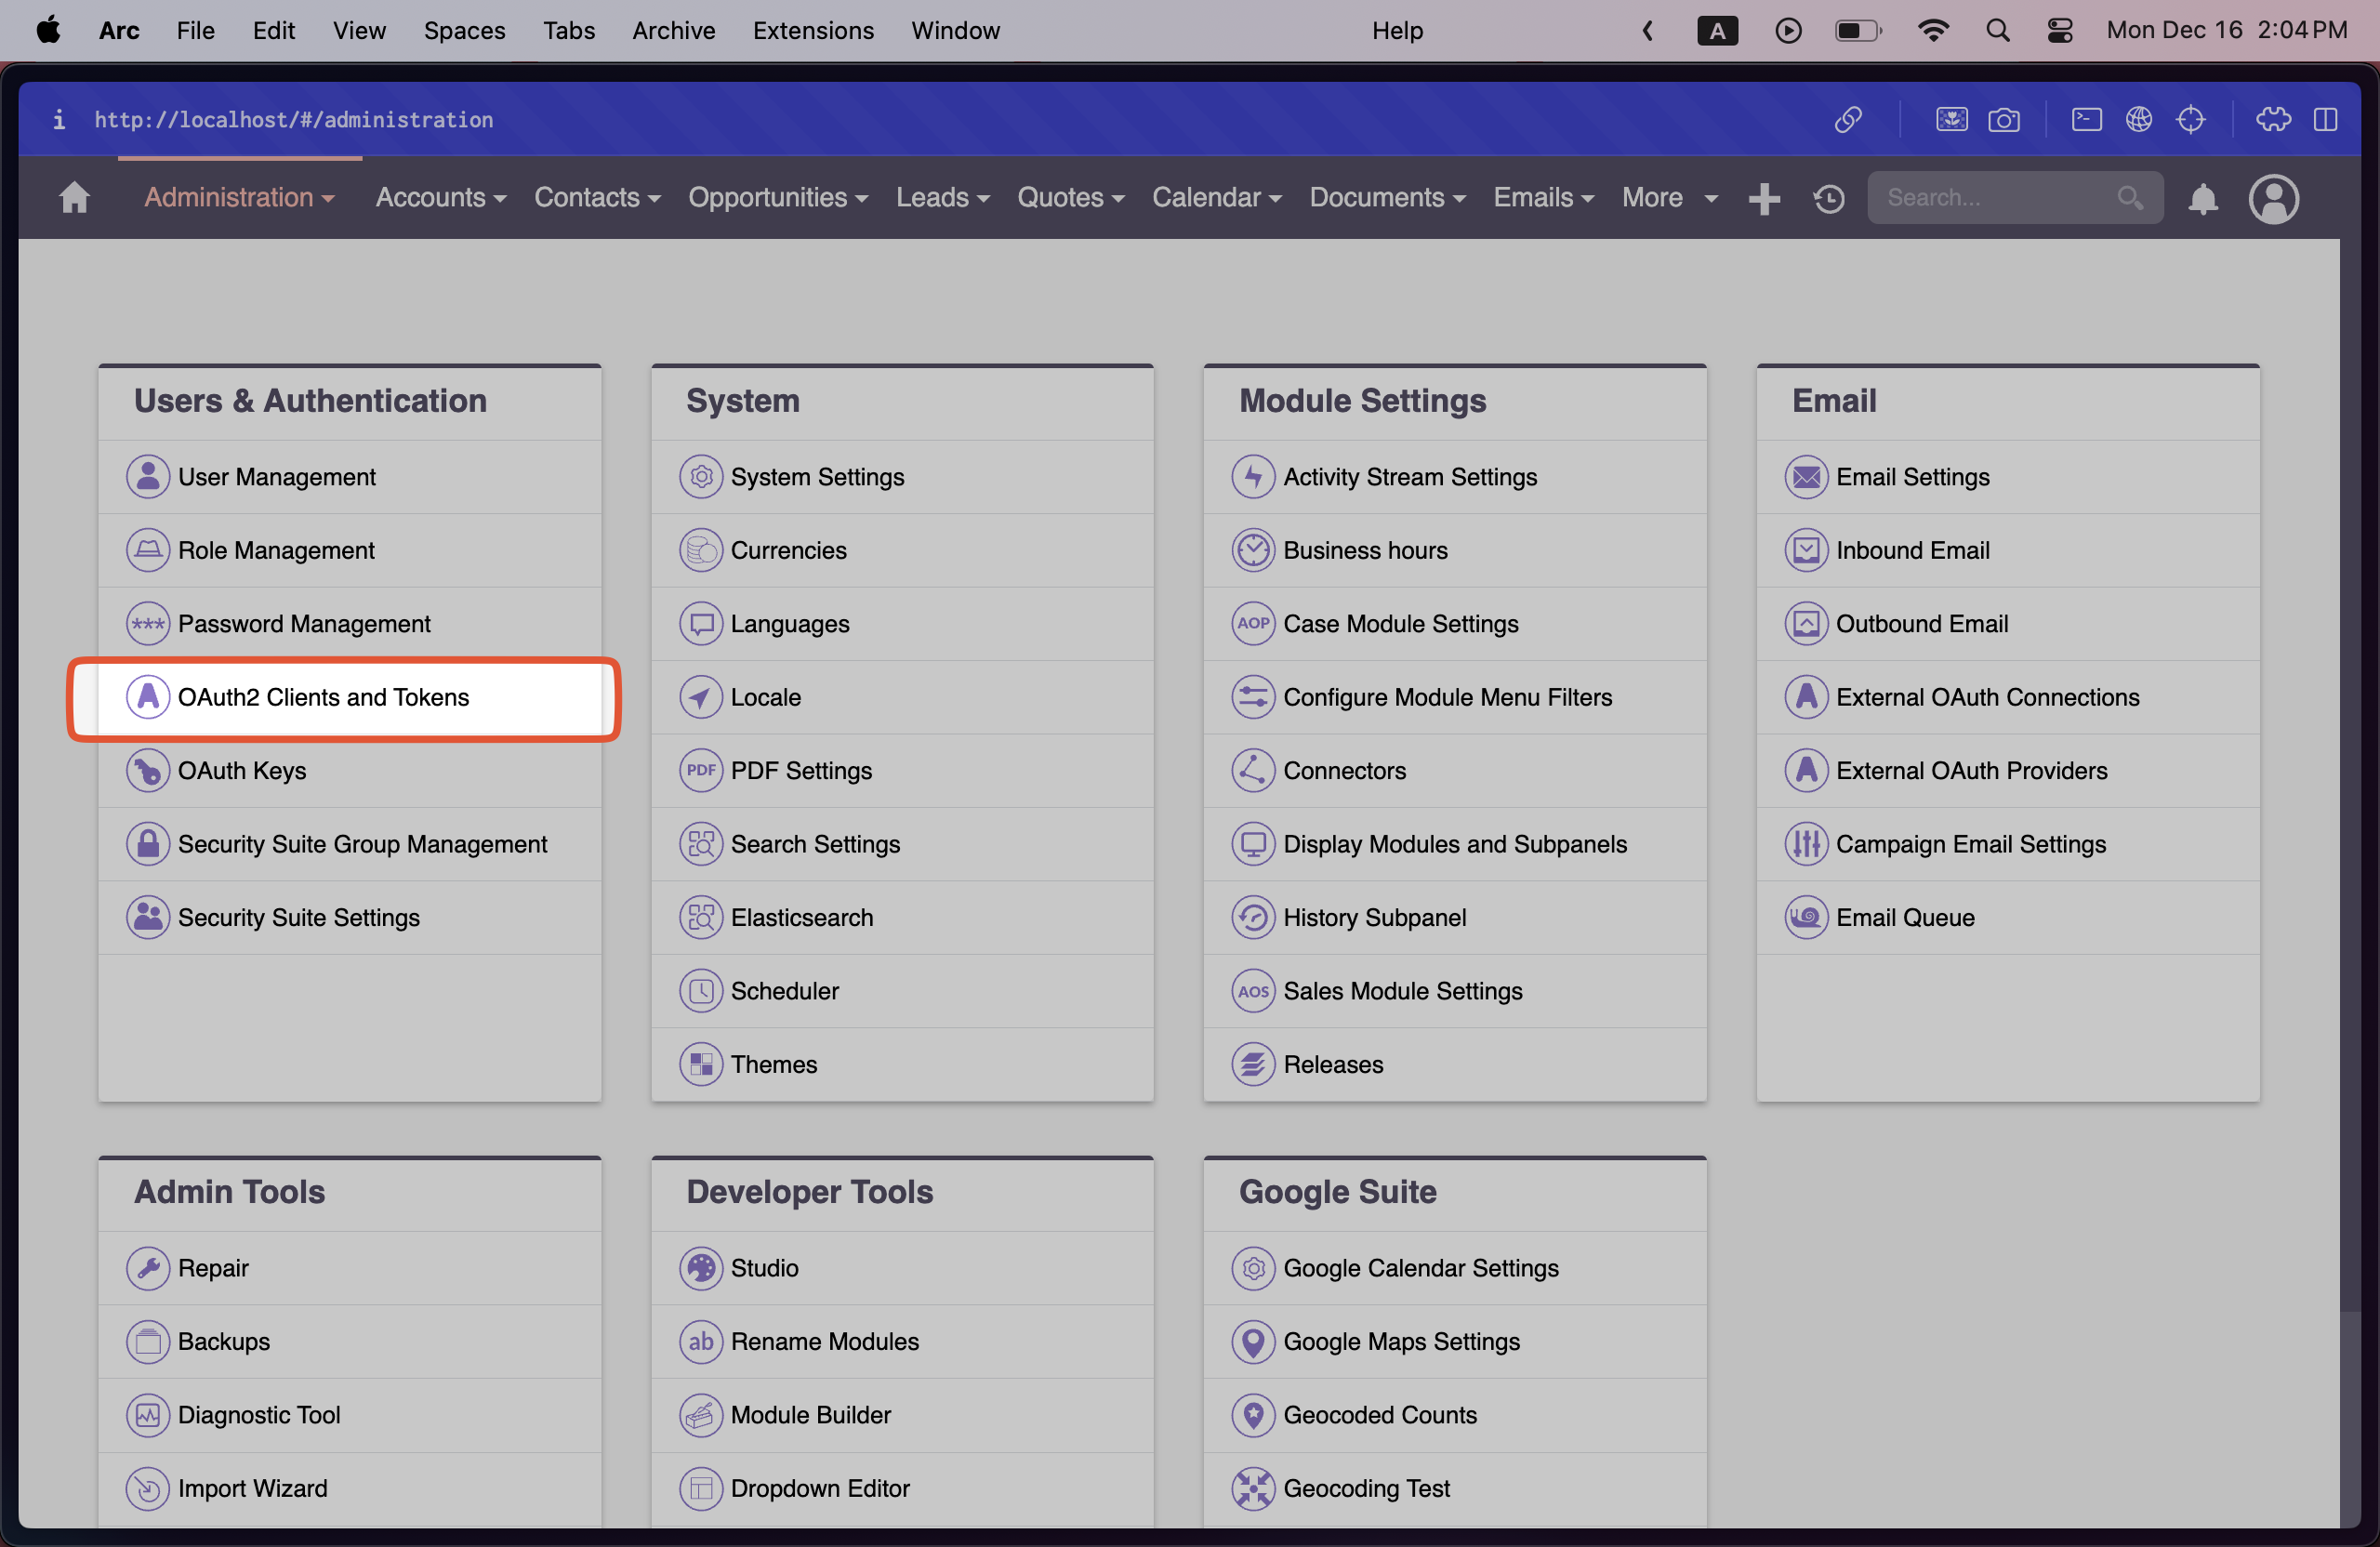 Arc File Edit View Spaces Tabs Archive Extensions Window Help A Mon Dec 16 2:04 PM
i http://localhost/#/administration
Administration Accounts Contacts Opportunities Leads Quotes Calendar Documents Emails More Search...
Users & Authentication
User Management
Role Management
*** Password Management
A OAuth2 Clients and Tokens
OAuth Keys
Security Suite Group Management
Security Suite Settings
System
System Settings
Currencies
Languages
Locale
PDF PDF Settings
Search Settings
Elasticsearch
Scheduler
Themes
Module Settings
Activity Stream Settings
Business hours
AOP Case Module Settings
Configure Module Menu Filters
Connectors
Display Modules and Subpanels
History Subpanel
AOS Sales Module Settings
Releases
Email
Email Settings
Inbound Email
Outbound Email
A External OAuth Connections
A External OAuth Providers
Campaign Email Settings
Email Queue
Admin Tools
Repair
Backups
Diagnostic Tool
Import Wizard
Developer Tools
Studio
ab Rename Modules
Module Builder
Dropdown Editor
Google Suite
Google Calendar Settings
Google Maps Settings
Geocoded Counts
Geocoding Test